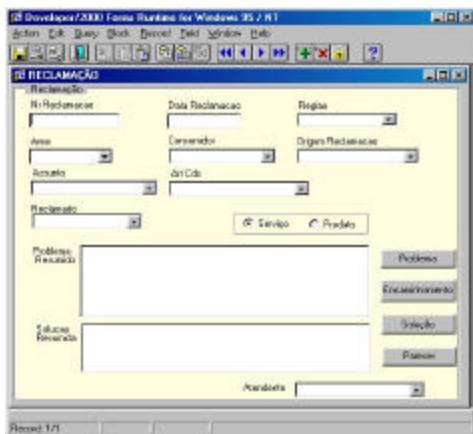 Developer/2000 Forms Runtime for Windows 95 / NT
Action Edit Query Block Record Field Window Help
RECLAMAÇÃO
Reclamação
Nr Reclamacao Data Reclamacao Regiao
Area Consumidor Origem Reclamacao
Assunto Art Cdc
Reclamado
Serviço Produto
Problema Resumido
Problema
Encaminhamento
Solucao Resumida
Solução
Parecer
Atendente
Record: 1/1